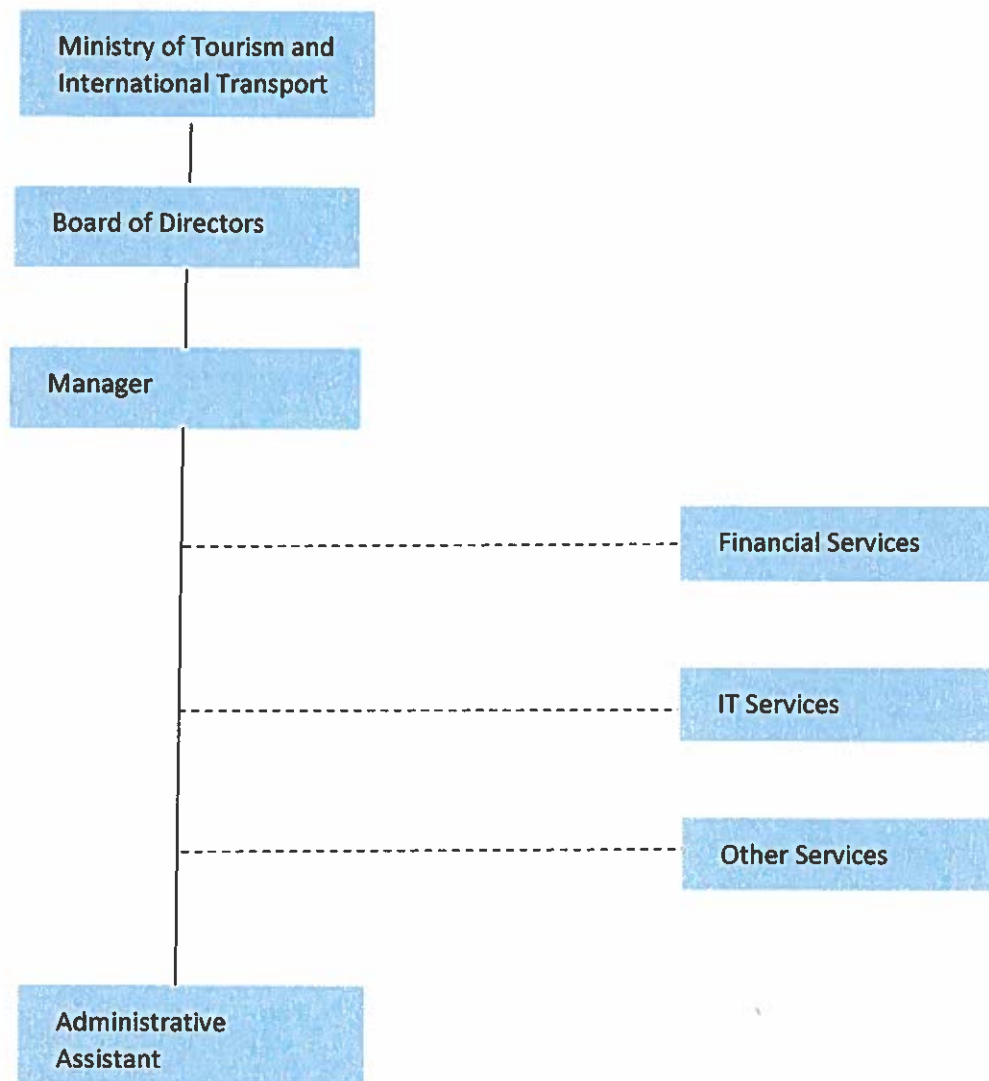 Ministry of Tourism and
International Transport
Board of Directors
Manager
Financial Services
IT Services
Other Services
Administrative
Assistant